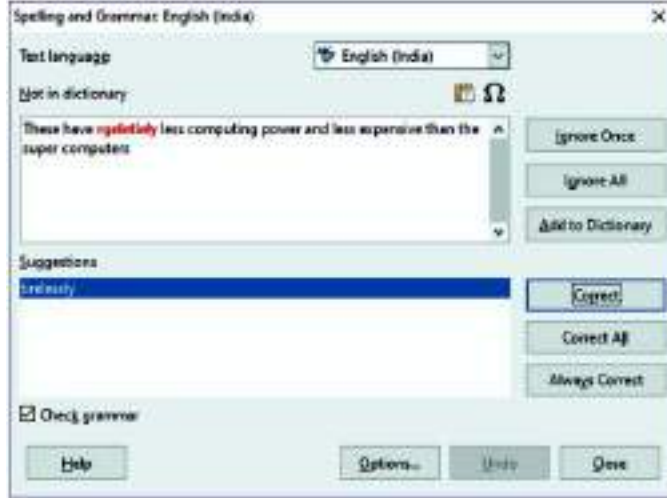 Spelling and Grammar: English (India)
Text language
English (India)
Not in dictionary
These have less computing power and less expensive than the
super computers
Ignore Once
Ignore All
Add to Dictionary
Suggestions
Correct
Correct All
Always Correct
Check grammar
Help
Options...
Undo
Close